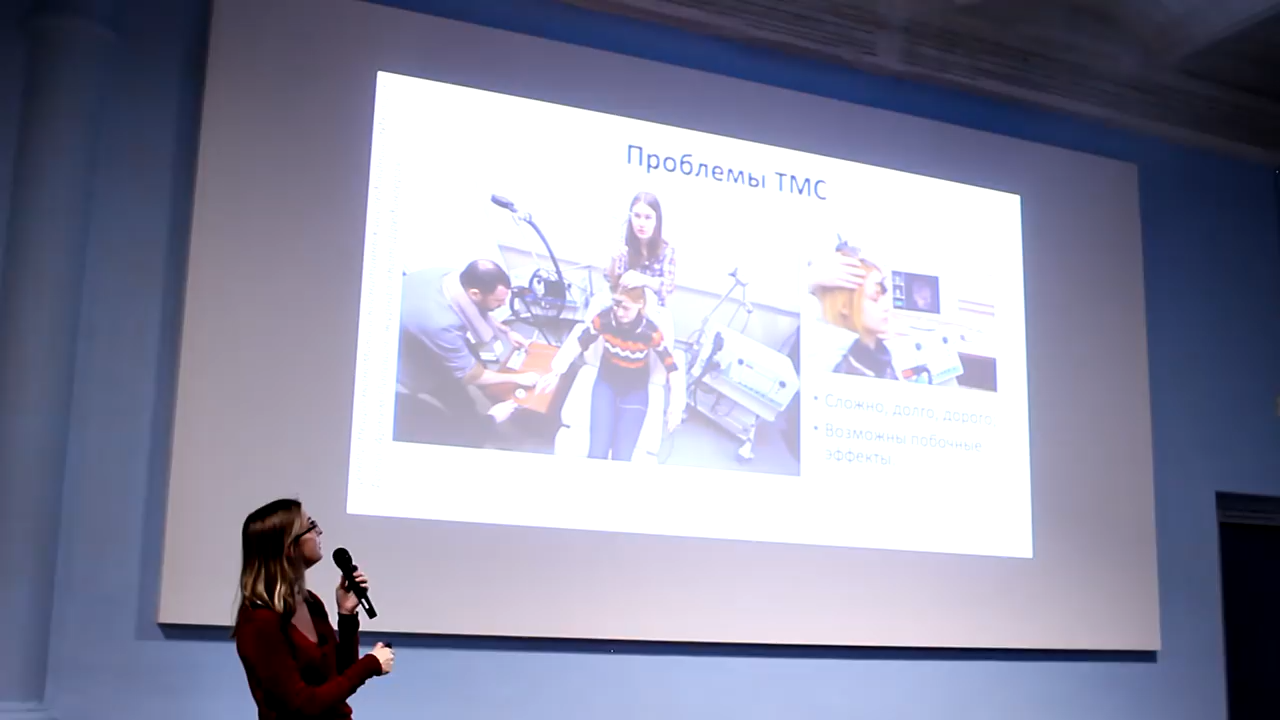 Проблемы ТМС
• Сложно, долго, дорого.
• Возможны побочные
эффекты